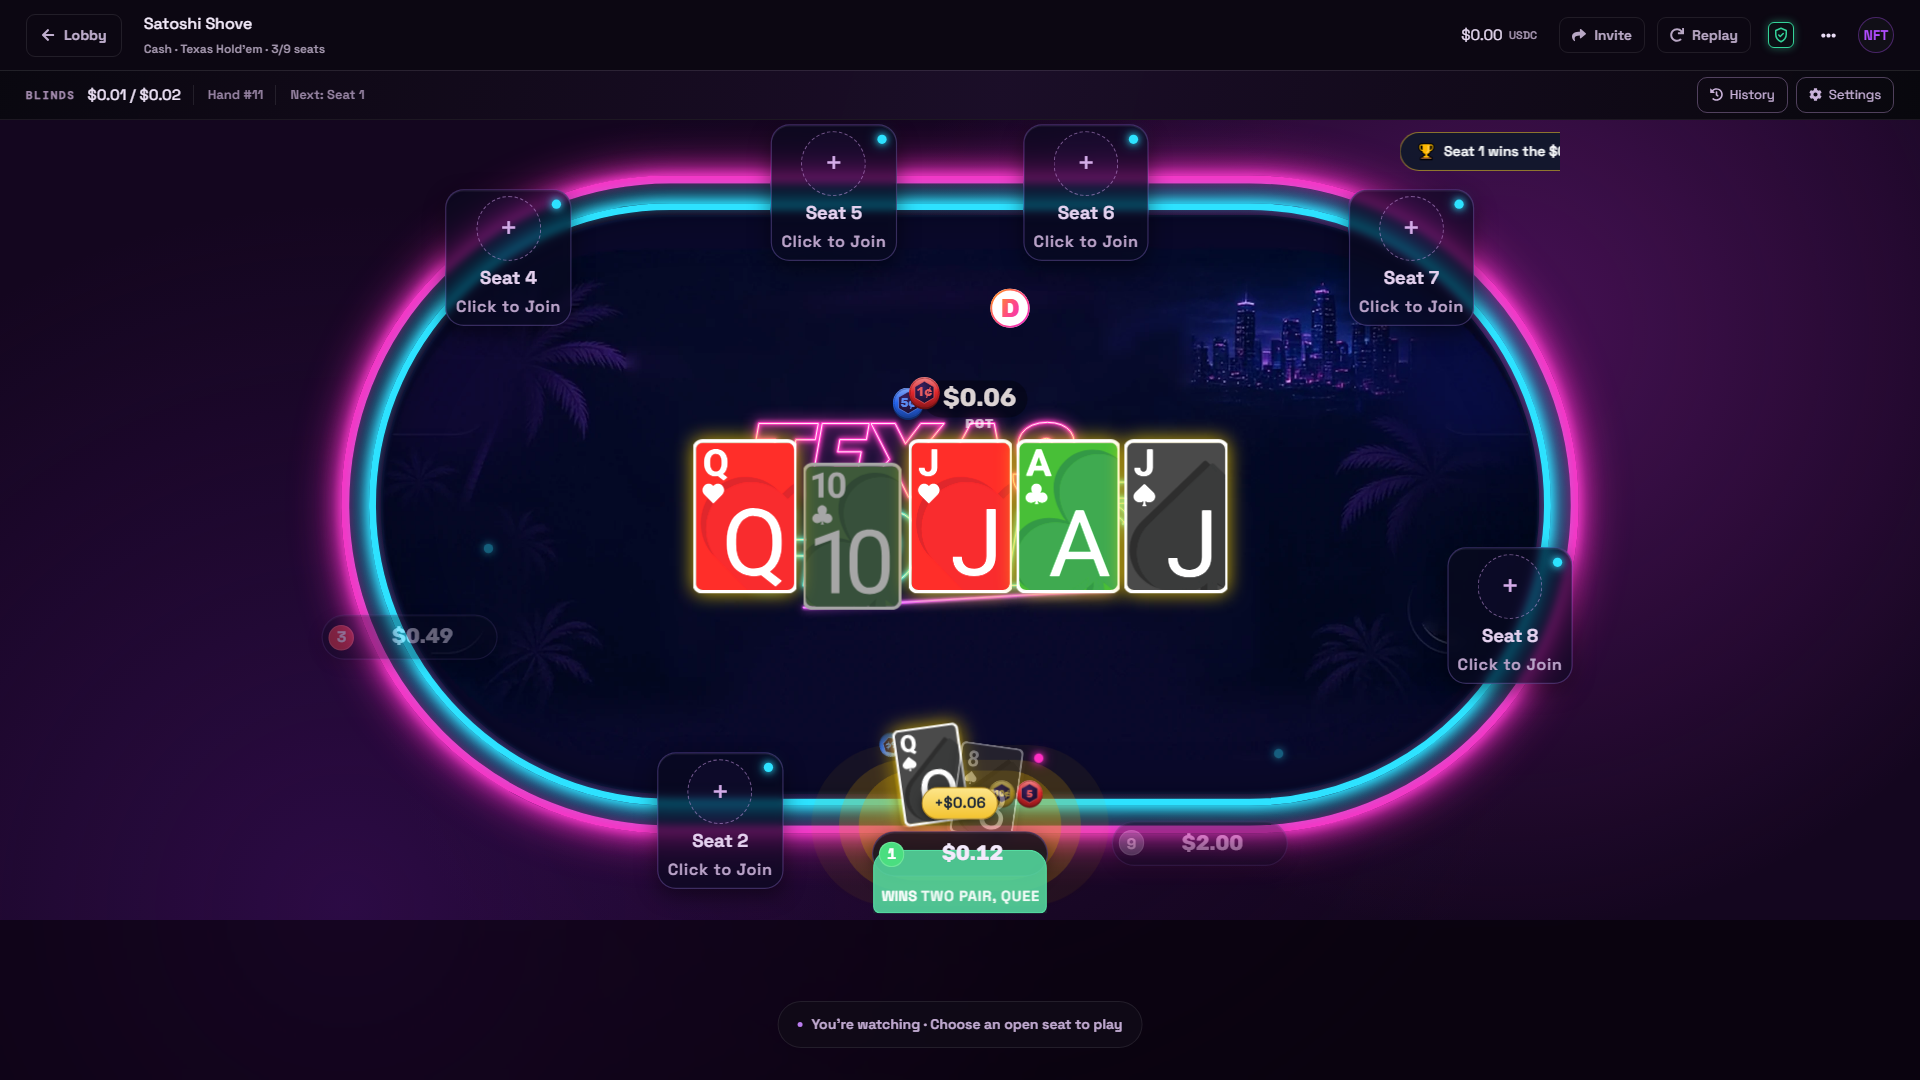 Lobby
Satoshi Shove
Cash · Texas Hold'em · 3/9 seats
$0.00 USDC
Invite
Replay
NFT
BLINDS $0.01 / $0.02
Hand #11
Next: Seat 1
History
Settings
Seat 1 wins the $
+
Seat 5
Click to Join
+
Seat 6
Click to Join
+
Seat 4
Click to Join
+
Seat 7
Click to Join
D
5¢ 1¢ $0.06
POT
TEXAS
Q
Q
10
10
J
J
A
A
J
J
3 $0.49
+
Seat 8
Click to Join
+
Seat 2
Click to Join
Q
8
+$0.06
5
1 $0.12
WINS TWO PAIR, QUEE
9 $2.00
You're watching · Choose an open seat to play